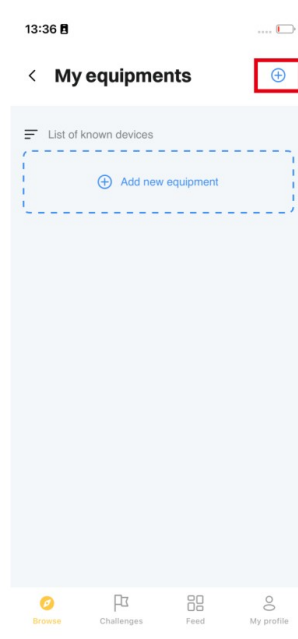 13:36
My equipments
List of known devices
Add new equipment
Browse Challenges Feed My profile